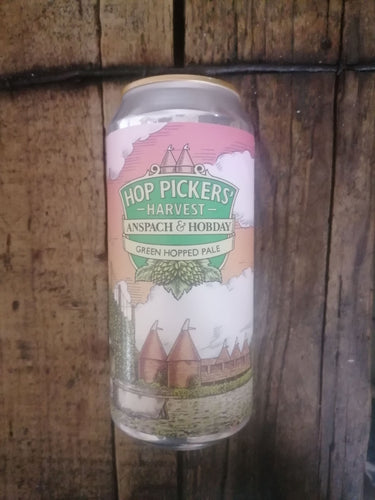 HOP PICKERS'
HARVEST
ANSPACH & HOBDAY
GREEN HOPPED PALE